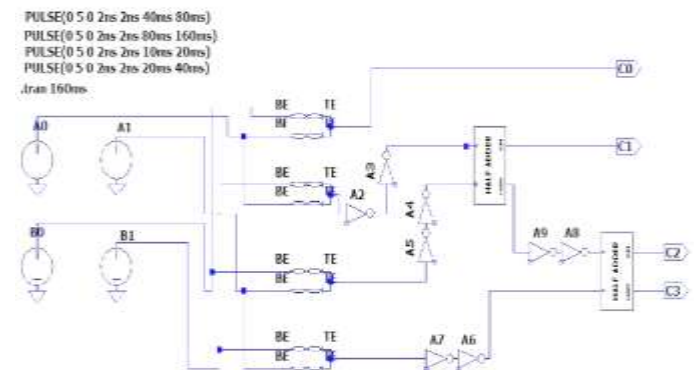 PULSE(0 5 0 2ns 2ns 40ms 80ms)
PULSE(0 5 0 2ns 2ns 80ms 160ms)
PULSE(0 5 0 2ns 2ns 10ms 20ms)
PULSE(0 5 0 2ns 2ns 20ms 40ms)
.tran 160ms
C0
BE TE
BE
A0 A1
C1
HALF ADDER
BE TE
BE
A3
A2
A4
B0 B1
A5
A9 A8
HALF ADDER
C2
BE TE
BE
C3
BE TE
BE
A7 A6